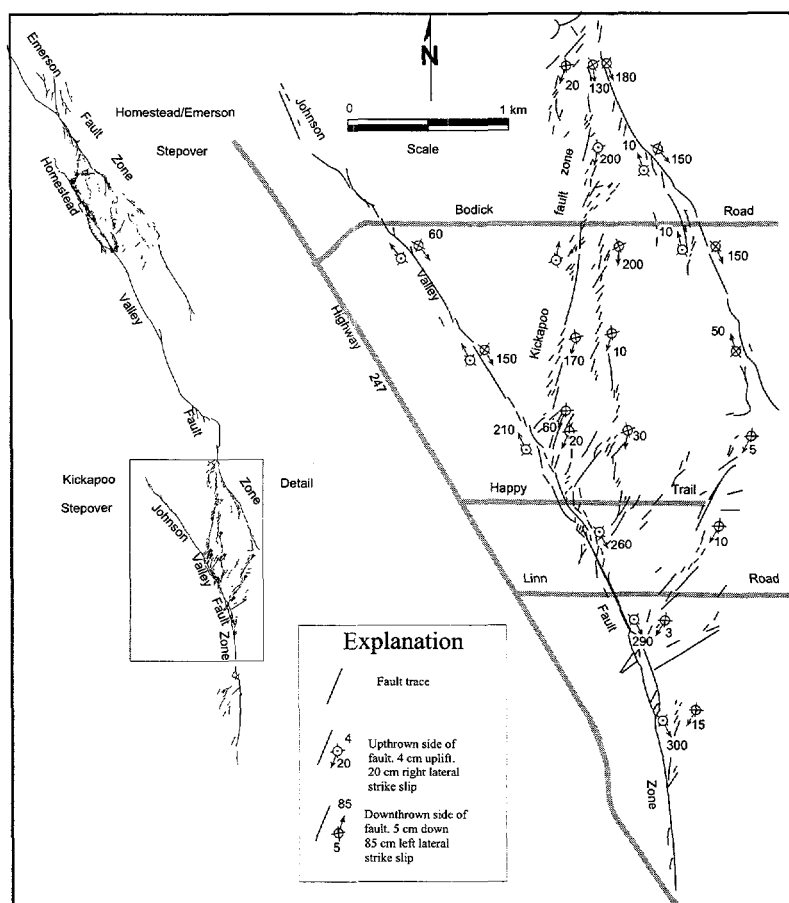 Emerson
Fault
Zone
Homestead
Valley
Fault
Zone
Homestead/Emerson
Stepover
Kickapoo
Stepover
Detail
Johnson
Valley
Fault
Zone
N
0
1 km
Scale
Johnson
Valley
Fault
Zone
Kickapoo
fault zone
Bodick Road
Highway 247
Happy Trail
Linn Road
20
130
180
200
10
150
60
200
10
150
150
170
10
50
210
60
20
30
5
260
10
290
3
300
15
Explanation
Fault trace
4
20
Upthrown side of
fault. 4 cm uplift.
20 cm right lateral
strike slip
85
5
Downthrown side of
fault. 5 cm down
85 cm left lateral
strike slip